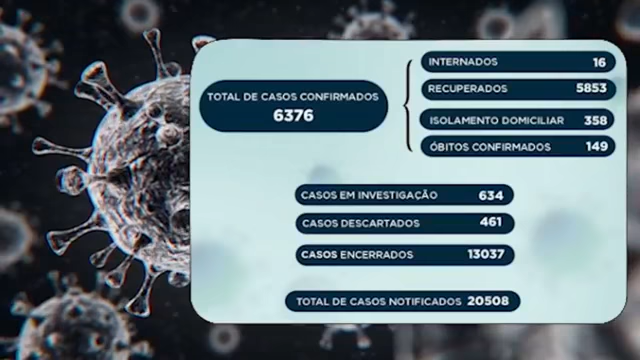 TOTAL DE CASOS CONFIRMADOS
6376
INTERNADOS 16
RECUPERADOS 5853
ISOLAMENTO DOMICILIAR 358
ÓBITOS CONFIRMADOS 149
CASOS EM INVESTIGAÇÃO 634
CASOS DESCARTADOS 461
CASOS ENCERRADOS 13037
TOTAL DE CASOS NOTIFICADOS 20508